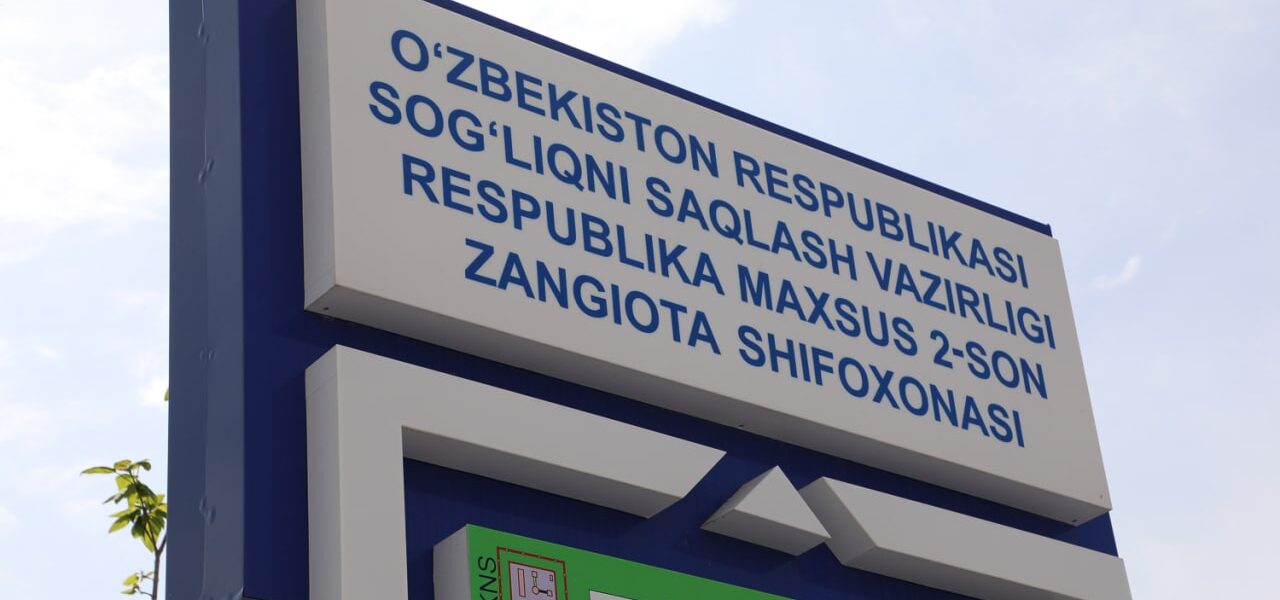 O‘ZBEKISTON RESPUBLIKASI
SOG‘LIQNI SAQLASH VAZIRLIGI
RESPUBLIKA MAXSUS 2-SON
ZANGIOTA SHIFOXONASI